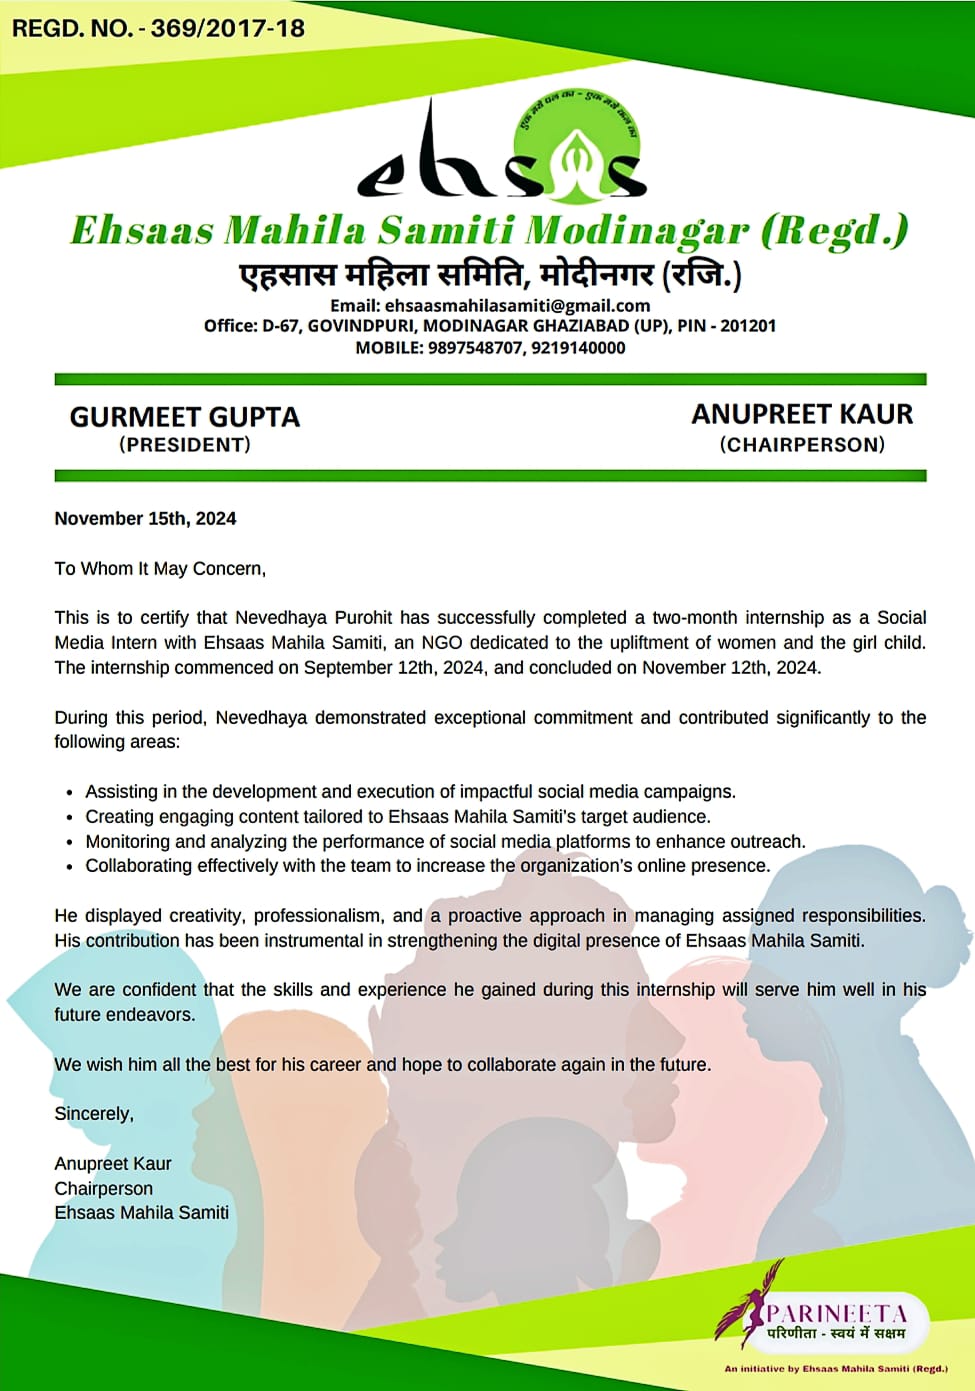 REGD. NO. - 369/2017-18
एक मेरे पल का - एक मेरे कल का
ehsaas
Ehsaas Mahila Samiti Modinagar (Regd.)
एहसास महिला समिति, मोदीनगर (रजि.)
Email: ehsaasmahilasamiti@gmail.com
Office: D-67, GOVINDPURI, MODINAGAR GHAZIABAD (UP), PIN - 201201
MOBILE: 9897548707, 9219140000
GURMEET GUPTA
(PRESIDENT)
ANUPREET KAUR
(CHAIRPERSON)
November 15th, 2024
To Whom It May Concern,
This is to certify that Nevedhaya Purohit has successfully completed a two-month internship as a Social
Media Intern with Ehsaas Mahila Samiti, an NGO dedicated to the upliftment of women and the girl child.
The internship commenced on September 12th, 2024, and concluded on November 12th, 2024.
During this period, Nevedhaya demonstrated exceptional commitment and contributed significantly to the
following areas:
• Assisting in the development and execution of impactful social media campaigns.
• Creating engaging content tailored to Ehsaas Mahila Samiti's target audience.
• Monitoring and analyzing the performance of social media platforms to enhance outreach.
• Collaborating effectively with the team to increase the organization's online presence.
He displayed creativity, professionalism, and a proactive approach in managing assigned responsibilities.
His contribution has been instrumental in strengthening the digital presence of Ehsaas Mahila Samiti.
We are confident that the skills and experience he gained during this internship will serve him well in his
future endeavors.
We wish him all the best for his career and hope to collaborate again in the future.
Sincerely,
Anupreet Kaur
Chairperson
Ehsaas Mahila Samiti
PARINEETA
परिणीता - स्वयं में सक्षम
An initiative by Ehsaas Mahila Samiti (Regd.)